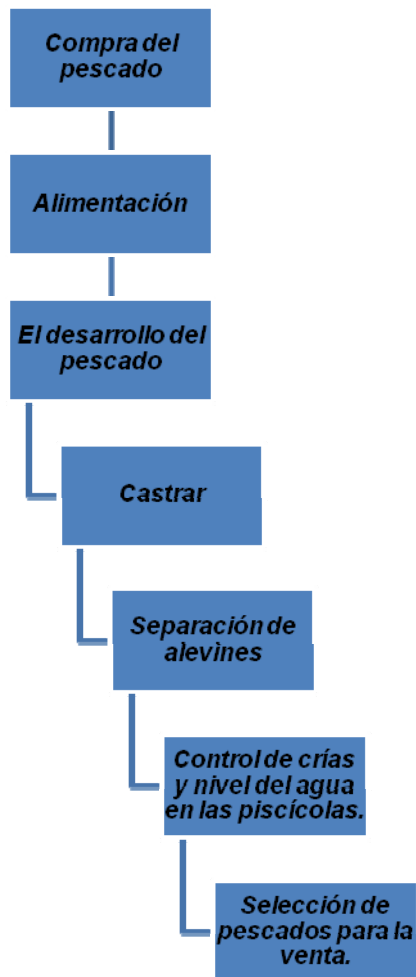 Compra del
pescado
Alimentación
El desarrollo del
pescado
Castrar
Separación de
alevines
Control de crías
y nivel del agua
en las piscícolas.
Selección de
pescados para la
venta.